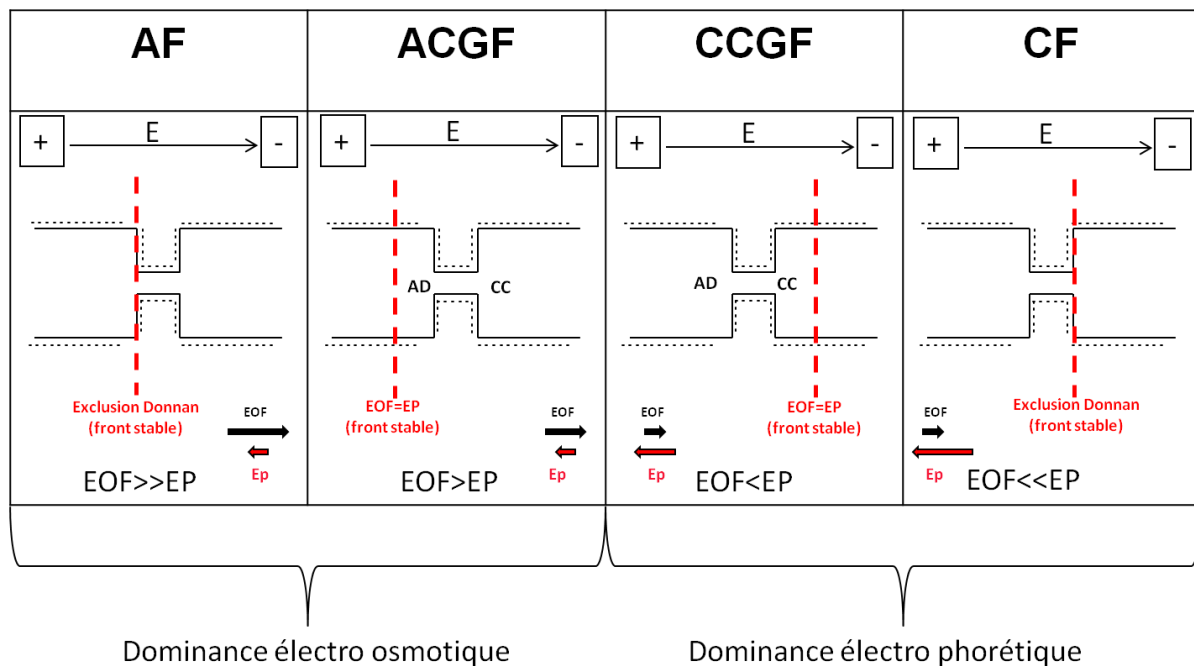 AF
ACGF
CCGF
CF
+
E
-
+
E
-
+
E
-
+
E
-
AD
CC
AD
CC
Exclusion Donnan
(front stable)
EOF
Ep
EOF>>EP
EOF=EP
(front stable)
EOF
Ep
EOF>EP
EOF
Ep
EOF=EP
(front stable)
EOF<EP
EOF
Ep
Exclusion Donnan
(front stable)
EOF<<EP
Dominance électro osmotique
Dominance électro phorétique